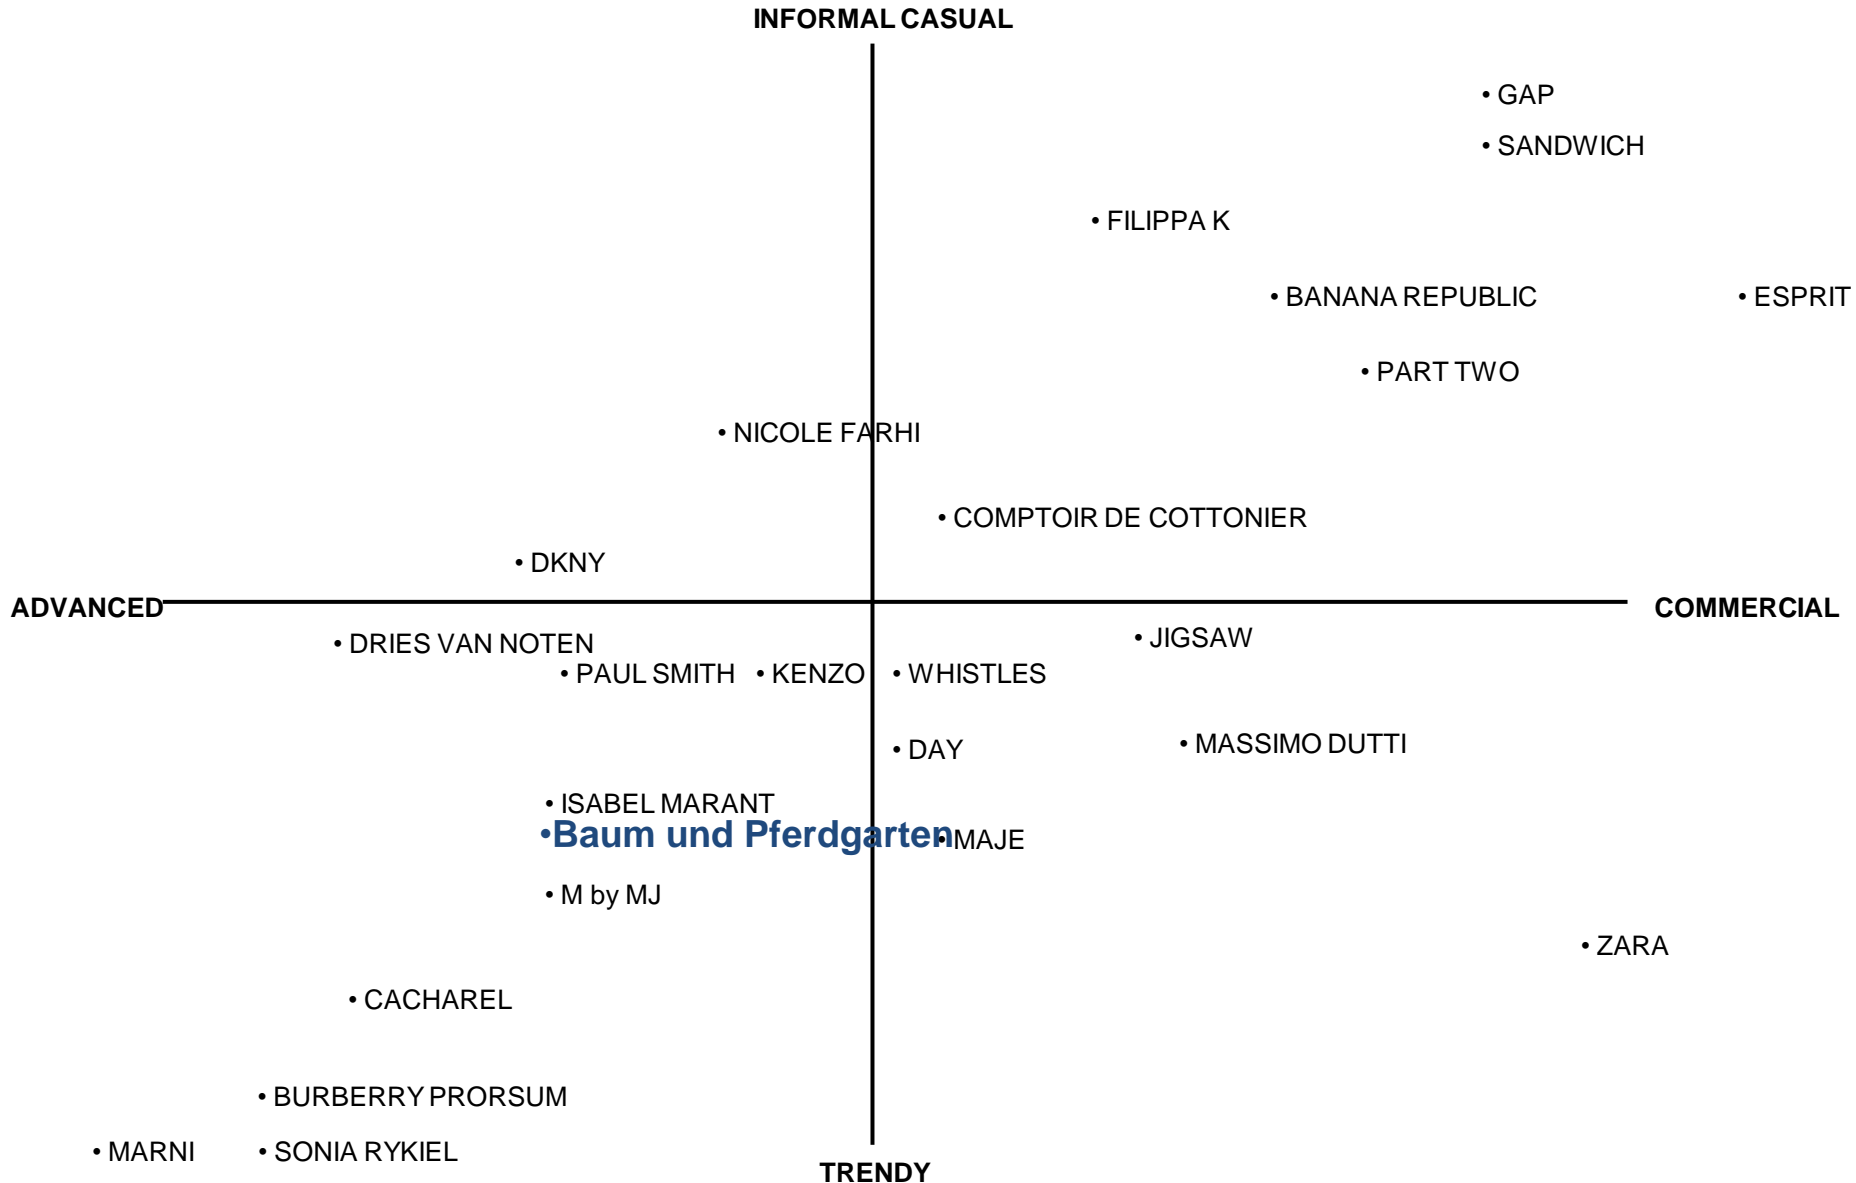 INFORMAL CASUAL
• GAP
• SANDWICH
• FILIPPA K
• BANANA REPUBLIC
• ESPRIT
• PART TWO
• NICOLE FARHI
• COMPTOIR DE COTTONIER
• DKNY
ADVANCED
COMMERCIAL
• DRIES VAN NOTEN
• JIGSAW
• PAUL SMITH
• KENZO
• WHISTLES
• DAY
• MASSIMO DUTTI
• ISABEL MARANT
•Baum und Pferdgarten
• MAJE
• M by MJ
• ZARA
• CACHAREL
• BURBERRY PRORSUM
• MARNI
• SONIA RYKIEL
TRENDY